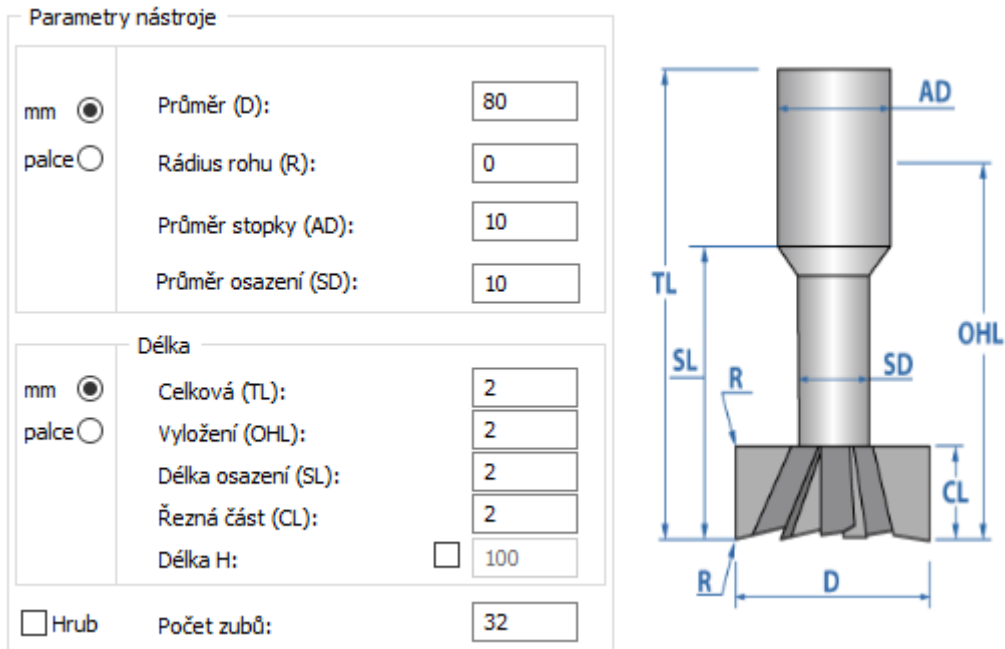 Parametry nástroje
mm
palce
Průměr (D): 80
Rádius rohu (R): 0
Průměr stopky (AD): 10
Průměr osazení (SD): 10
Délka
mm
palce
Celková (TL): 2
Vyložení (OHL): 2
Délka osazení (SL): 2
Řezná část (CL): 2
Délka H: 100
Hrub
Počet zubů: 32
AD
TL
OHL
SL
SD
R
CL
R
D